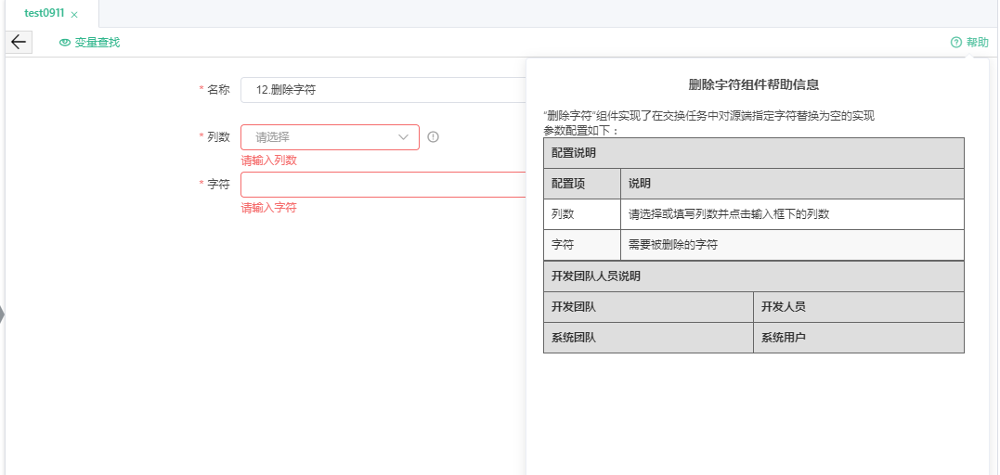 test0911
变量查找
帮助
* 名称 12.删除字符
* 列数 请选择
请输入列数
* 字符
请输入字符
删除字符组件帮助信息
“删除字符”组件实现了在交换任务中对源端指定字符替换为空的实现
参数配置如下：
配置说明
配置项 说明
列数 请选择或填写列数并点击输入框下的列数
字符 需要被删除的字符
开发团队人员说明
开发团队 开发人员
系统团队 系统用户